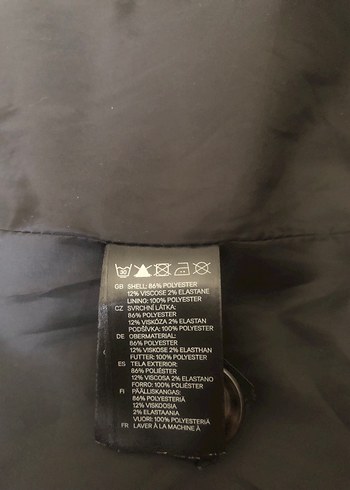 GB SHELL: 86% POLYESTER
12% VISCOSE 2% ELASTANE
LINING: 100% POLYESTER
CZ SVRCHNÍ LÁTKA:
86% POLYESTER
12% VISKÓZA 2% ELASTAN
PODŠÍVKA: 100% POLYESTER
DE OBERMATERIAL:
86% POLYESTER
12% VISKOSE 2% ELASTHAN
FUTTER: 100% POLYESTER
ES TELA EXTERIOR:
86% POLIÉSTER
12% VISCOSA 2% ELASTANO
FORRO: 100% POLIÉSTER
FI PÄÄLLISKANGAS:
86% POLYESTERIÄ
12% VISKOOSIA
2% ELASTAANIA
VUORI: 100% POLYESTERIÄ
FR LAVER À LA MACHINE À